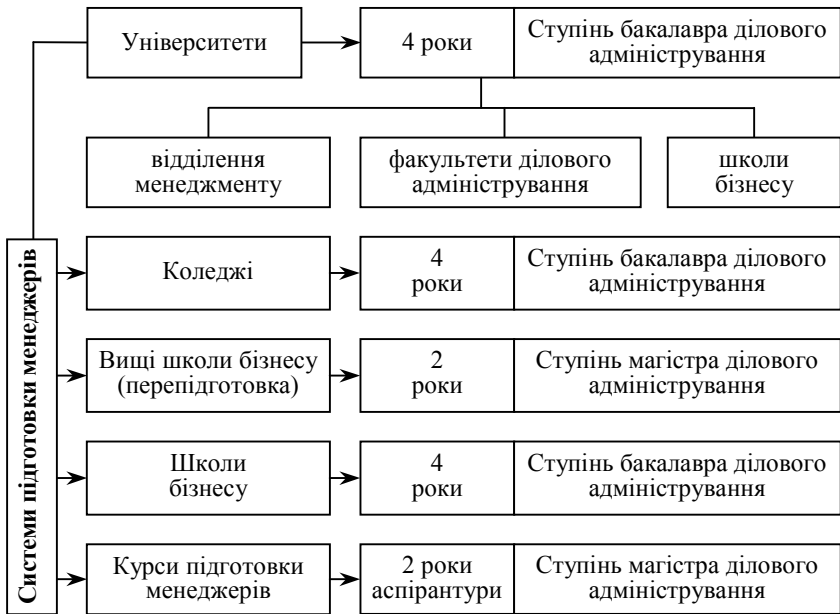 Університети
4 роки
Ступінь бакалавра ділового
адміністрування
відділення
менеджменту
факультети ділового
адміністрування
школи
бізнесу
Системи підготовки менеджерів
Коледжі
4
роки
Ступінь бакалавра ділового
адміністрування
Вищі школи бізнесу
(перепідготовка)
2
роки
Ступінь магістра ділового
адміністрування
Школи
бізнесу
4
роки
Ступінь бакалавра ділового
адміністрування
Курси підготовки
менеджерів
2 роки
аспірантури
Ступінь магістра ділового
адміністрування